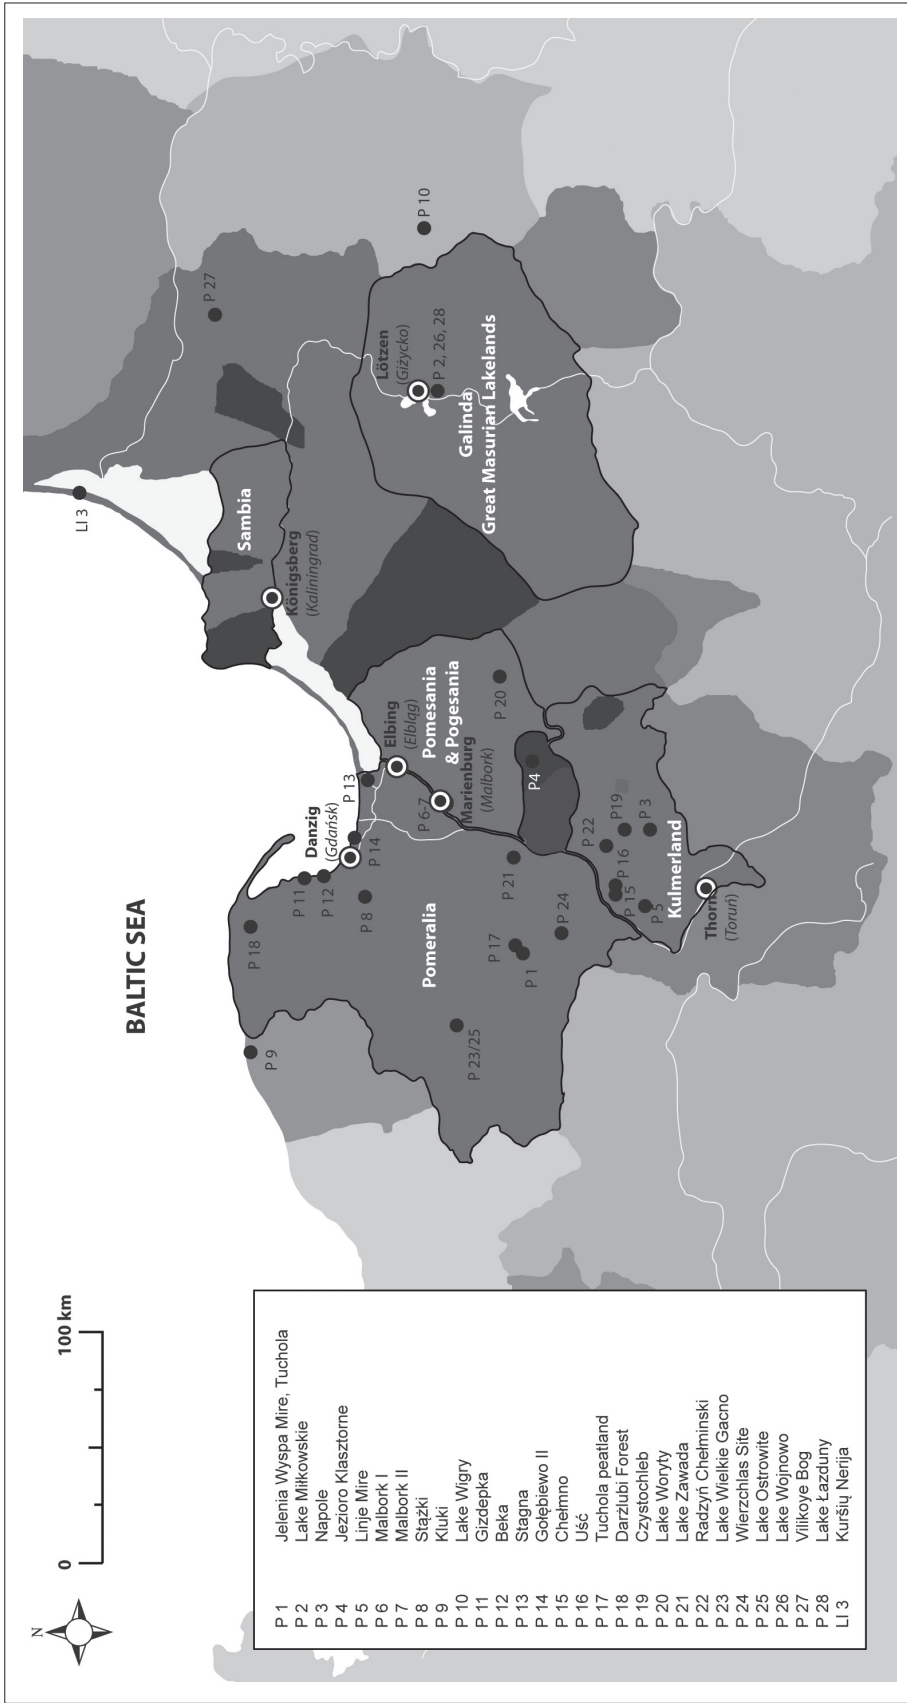 N
0
100 km
BALTIC SEA
P 1 Jelenia Wyspa Mire, Tuchola
P 2 Lake Miłkowskie
P 3 Napole
P 4 Jezioro Klasztorne
P 5 Linje Mire
P 6 Malbork I
P 7 Malbork II
P 8 Stążki
P 9 Kluki
P 10 Lake Wigry
P 11 Gizdepka
P 12 Beka
P 13 Stagna
P 14 Gołębiewo II
P 15 Chełmno
P 16 Uść
P 17 Tuchola peatland
P 18 Darżlubi Forest
P 19 Czystochleb
P 20 Lake Woryty
P 21 Lake Zawada
P 22 Radzyń Chełminski
P 23 Lake Wielkie Gacno
P 24 Wierzchlas Site
P 25 Lake Ostrowite
P 26 Lake Wojnowo
P 27 Vilikoye Bog
P 28 Lake Łazduny
LI 3 Kuršių Nerija
P 9
P 18
P 11
P 12
Danzig
(Gdańsk)
P 14
P 13
P 8
Pomeralia
P 23/25
P 17
P 1
P 24
P 21
Elbing
(Elbląg)
P 6-7
Marienburg
(Malbork)
Pomesania
& Pogesania
P 20
P4
P 22
P19
P 3
P 16
P 15
P 5
Kulmerland
Thorn
(Toruń)
LI 3
Sambia
Königsberg
(Kaliningrad)
P 27
Lötzen
(Giżycko)
P 2, 26, 28
Galinda
Great Masurian Lakelands
P 10